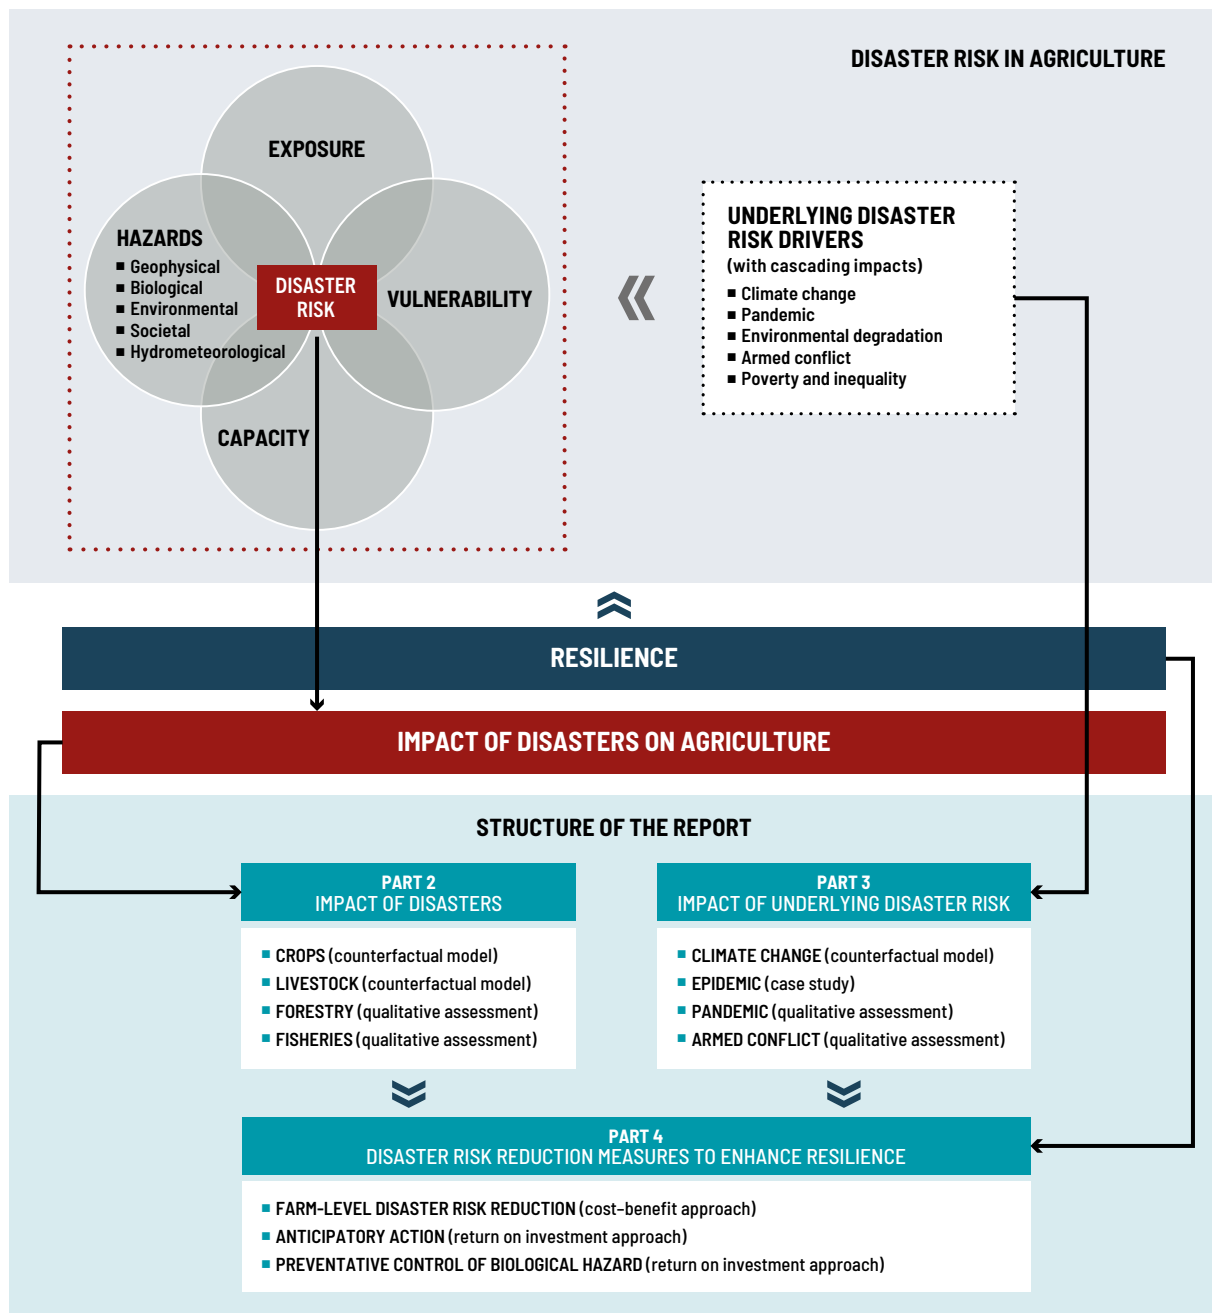 DISASTER RISK IN AGRICULTURE
EXPOSURE
HAZARDS
■ Geophysical
■ Biological
■ Environmental
■ Societal
■ Hydrometeorological
DISASTER
RISK
VULNERABILITY
CAPACITY
UNDERLYING DISASTER
RISK DRIVERS
(with cascading impacts)
■ Climate change
■ Pandemic
■ Environmental degradation
■ Armed conflict
■ Poverty and inequality
RESILIENCE
IMPACT OF DISASTERS ON AGRICULTURE
STRUCTURE OF THE REPORT
PART 2
IMPACT OF DISASTERS
■ CROPS (counterfactual model)
■ LIVESTOCK (counterfactual model)
■ FORESTRY (qualitative assessment)
■ FISHERIES (qualitative assessment)
PART 3
IMPACT OF UNDERLYING DISASTER RISK
■ CLIMATE CHANGE (counterfactual model)
■ EPIDEMIC (case study)
■ PANDEMIC (qualitative assessment)
■ ARMED CONFLICT (qualitative assessment)
PART 4
DISASTER RISK REDUCTION MEASURES TO ENHANCE RESILIENCE
■ FARM-LEVEL DISASTER RISK REDUCTION (cost–benefit approach)
■ ANTICIPATORY ACTION (return on investment approach)
■ PREVENTATIVE CONTROL OF BIOLOGICAL HAZARD (return on investment approach)